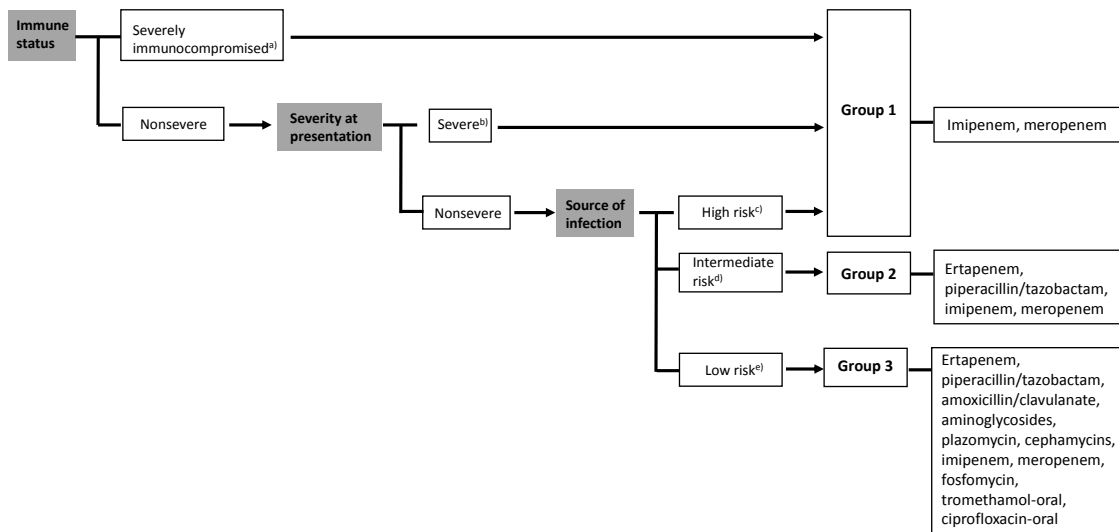 Immune
status
Severely
immunocompromised a)
Group 1
Imipenem, meropenem
Nonsevere
Severity at
presentation
Severe b)
Nonsevere
Source of
infection
High risk c)
Intermediate
risk d)
Group 2
Ertapenem,
piperacillin/tazobactam,
imipenem, meropenem
Low risk e)
Group 3
Ertapenem,
piperacillin/tazobactam,
amoxicillin/clavulanate,
aminoglycosides,
plazomycin, cephamycins,
imipenem, meropenem,
fosfomycin,
tromethamol-oral,
ciprofloxacin-oral